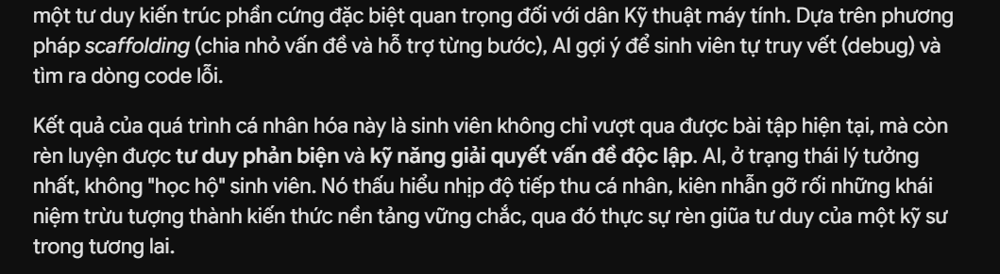 một tư duy kiến trúc phần cứng đặc biệt quan trọng đối với dân Kỹ thuật máy tính. Dựa trên phương
pháp scaffolding (chia nhỏ vấn đề và hỗ trợ từng bước), AI gợi ý để sinh viên tự truy vết (debug) và
tìm ra dòng code lỗi.
Kết quả của quá trình cá nhân hóa này là sinh viên không chỉ vượt qua được bài tập hiện tại, mà còn
rèn luyện được tư duy phản biện và kỹ năng giải quyết vấn đề độc lập. AI, ở trạng thái lý tưởng
nhất, không "học hộ" sinh viên. Nó thấu hiểu nhịp độ tiếp thu cá nhân, kiên nhẫn gỡ rối những khái
niệm trừu tượng thành kiến thức nền tảng vững chắc, qua đó thực sự rèn giũa tư duy của một kỹ sư
trong tương lai.